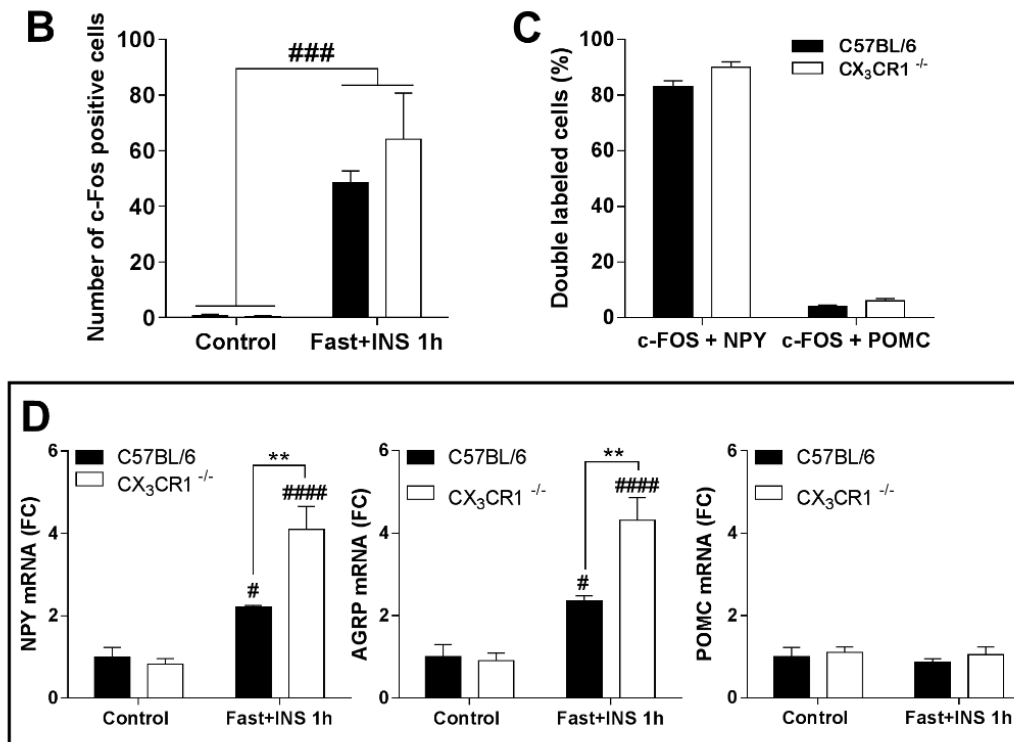 B
Number of c-Fos positive cells
100
80
60
40
20
0
###
Control
Fast+INS 1h
C
Double labeled cells (%)
100
80
60
40
20
0
C57BL/6
CX₃CR1 ⁻/⁻
c-FOS + NPY
c-FOS + POMC
D
NPY mRNA (FC)
6
4
2
0
C57BL/6
CX₃CR1 ⁻/⁻
**
####
#
Control
Fast+INS 1h
AGRP mRNA (FC)
6
4
2
0
C57BL/6
CX₃CR1 ⁻/⁻
**
####
#
Control
Fast+INS 1h
POMC mRNA (FC)
6
4
2
0
C57BL/6
CX₃CR1 ⁻/⁻
Control
Fast+INS 1h